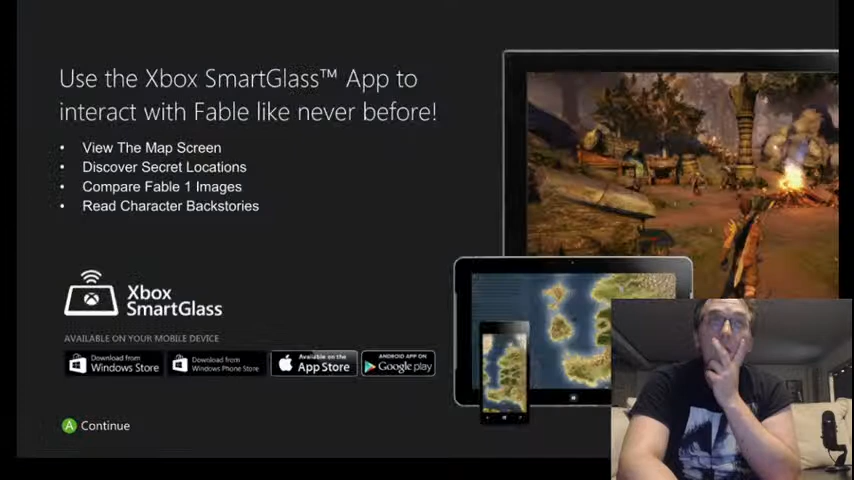 Use the Xbox SmartGlass™ App to
interact with Fable like never before!
• View The Map Screen
• Discover Secret Locations
• Compare Fable 1 Images
• Read Character Backstories
Xbox
SmartGlass
AVAILABLE ON YOUR MOBILE DEVICE
Download from
Windows Store
Download from
Windows Phone Store
Available on the
App Store
ANDROID APP ON
Google play
A Continue